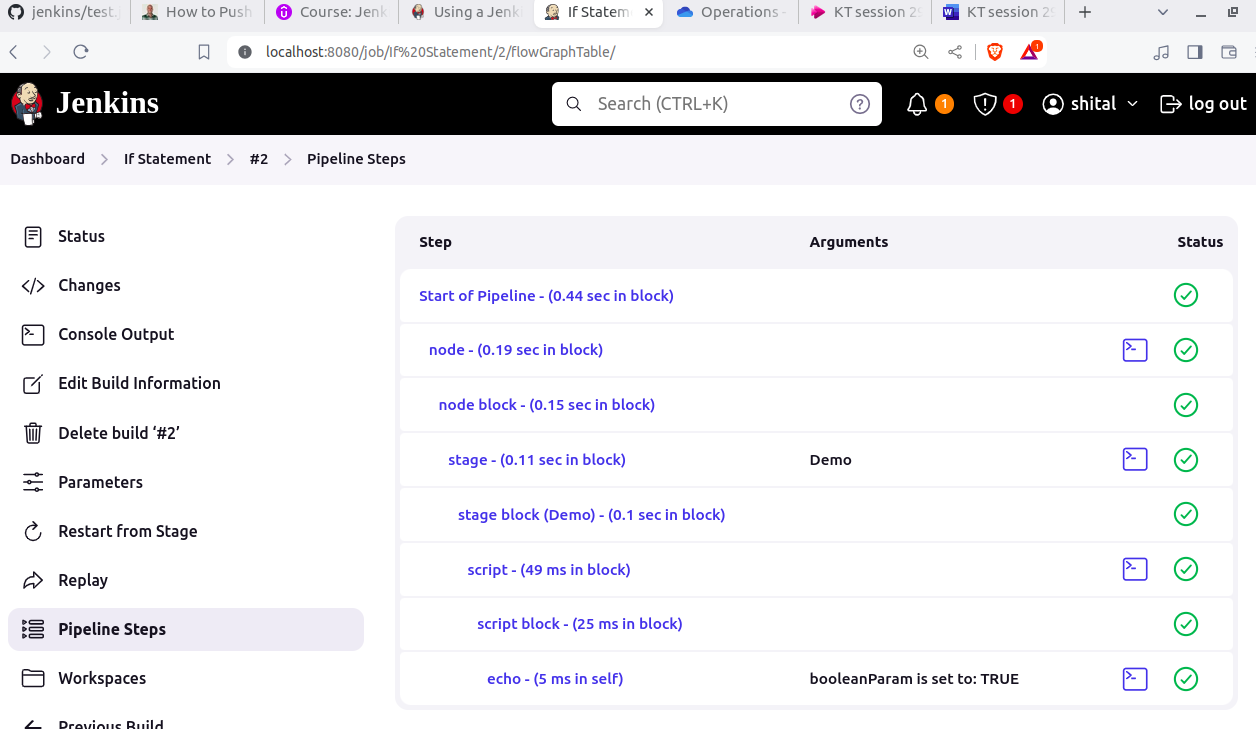 jenkins/test. How to Push Course: Jenk Using a Jenk If Statem Operations - KT session 29 KT session 29
localhost:8080/job/If%20Statement/2/flowGraphTable/ 1
Jenkins Search (CTRL+K) ? 1 1 shital log out
Dashboard If Statement #2 Pipeline Steps
Status
Changes
Console Output
Edit Build Information
Delete build ‘#2’
Parameters
Restart from Stage
Replay
Pipeline Steps
Workspaces
Previous Build
Step Arguments Status
Start of Pipeline - (0.44 sec in block)
node - (0.19 sec in block)
node block - (0.15 sec in block)
stage - (0.11 sec in block) Demo
stage block (Demo) - (0.1 sec in block)
script - (49 ms in block)
script block - (25 ms in block)
echo - (5 ms in self) booleanParam is set to: TRUE